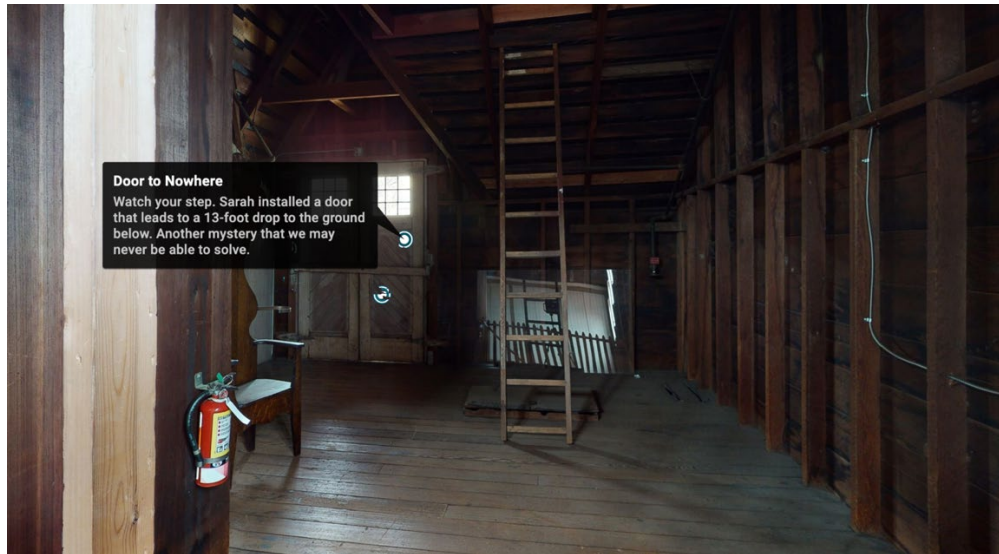 Door to Nowhere
Watch your step. Sarah installed a door
that leads to a 13-foot drop to the ground
below. Another mystery that we may
never be able to solve.